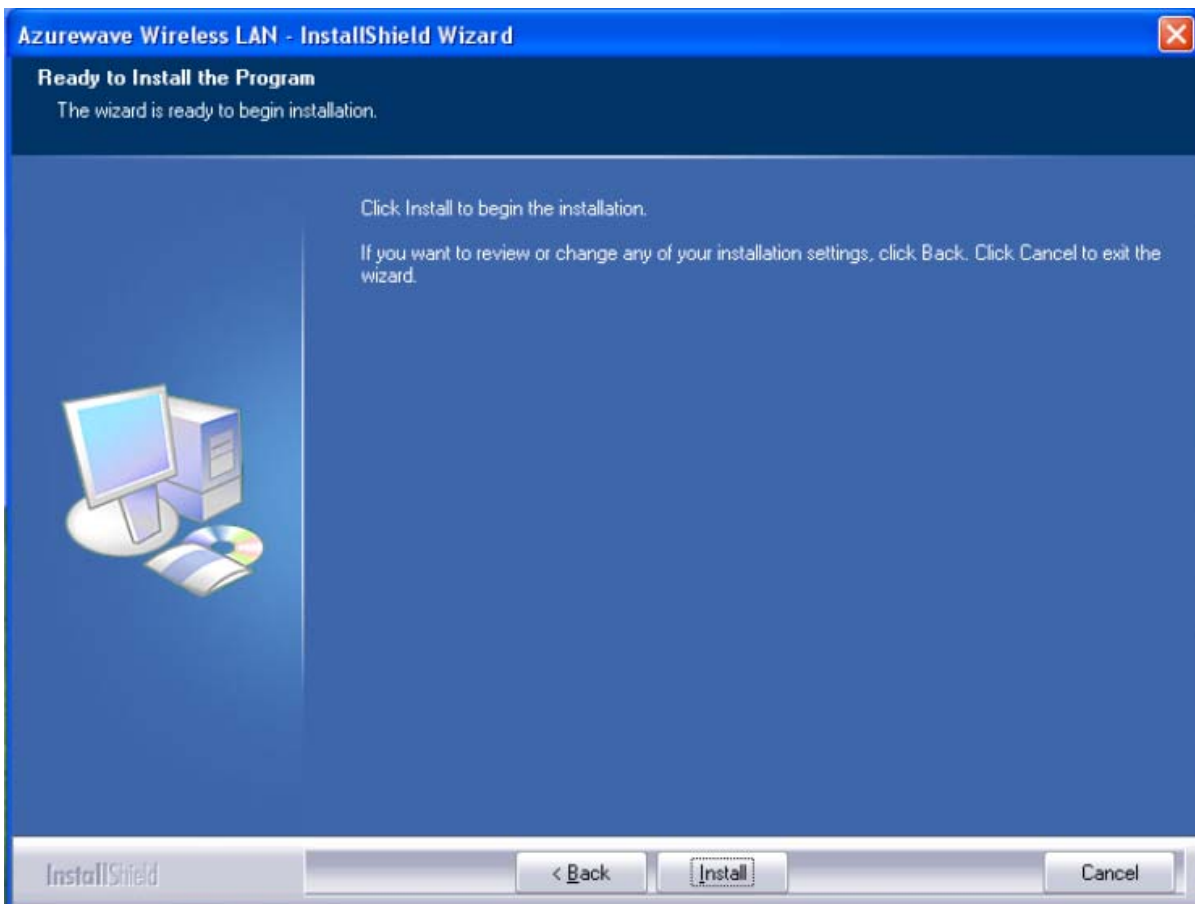 Azurewave Wireless LAN - InstallShield Wizard
Ready to Install the Program
The wizard is ready to begin installation.
Click Install to begin the installation.
If you want to review or change any of your installation settings, click Back. Click Cancel to exit the
wizard.
InstallShield
< Back
Install
Cancel